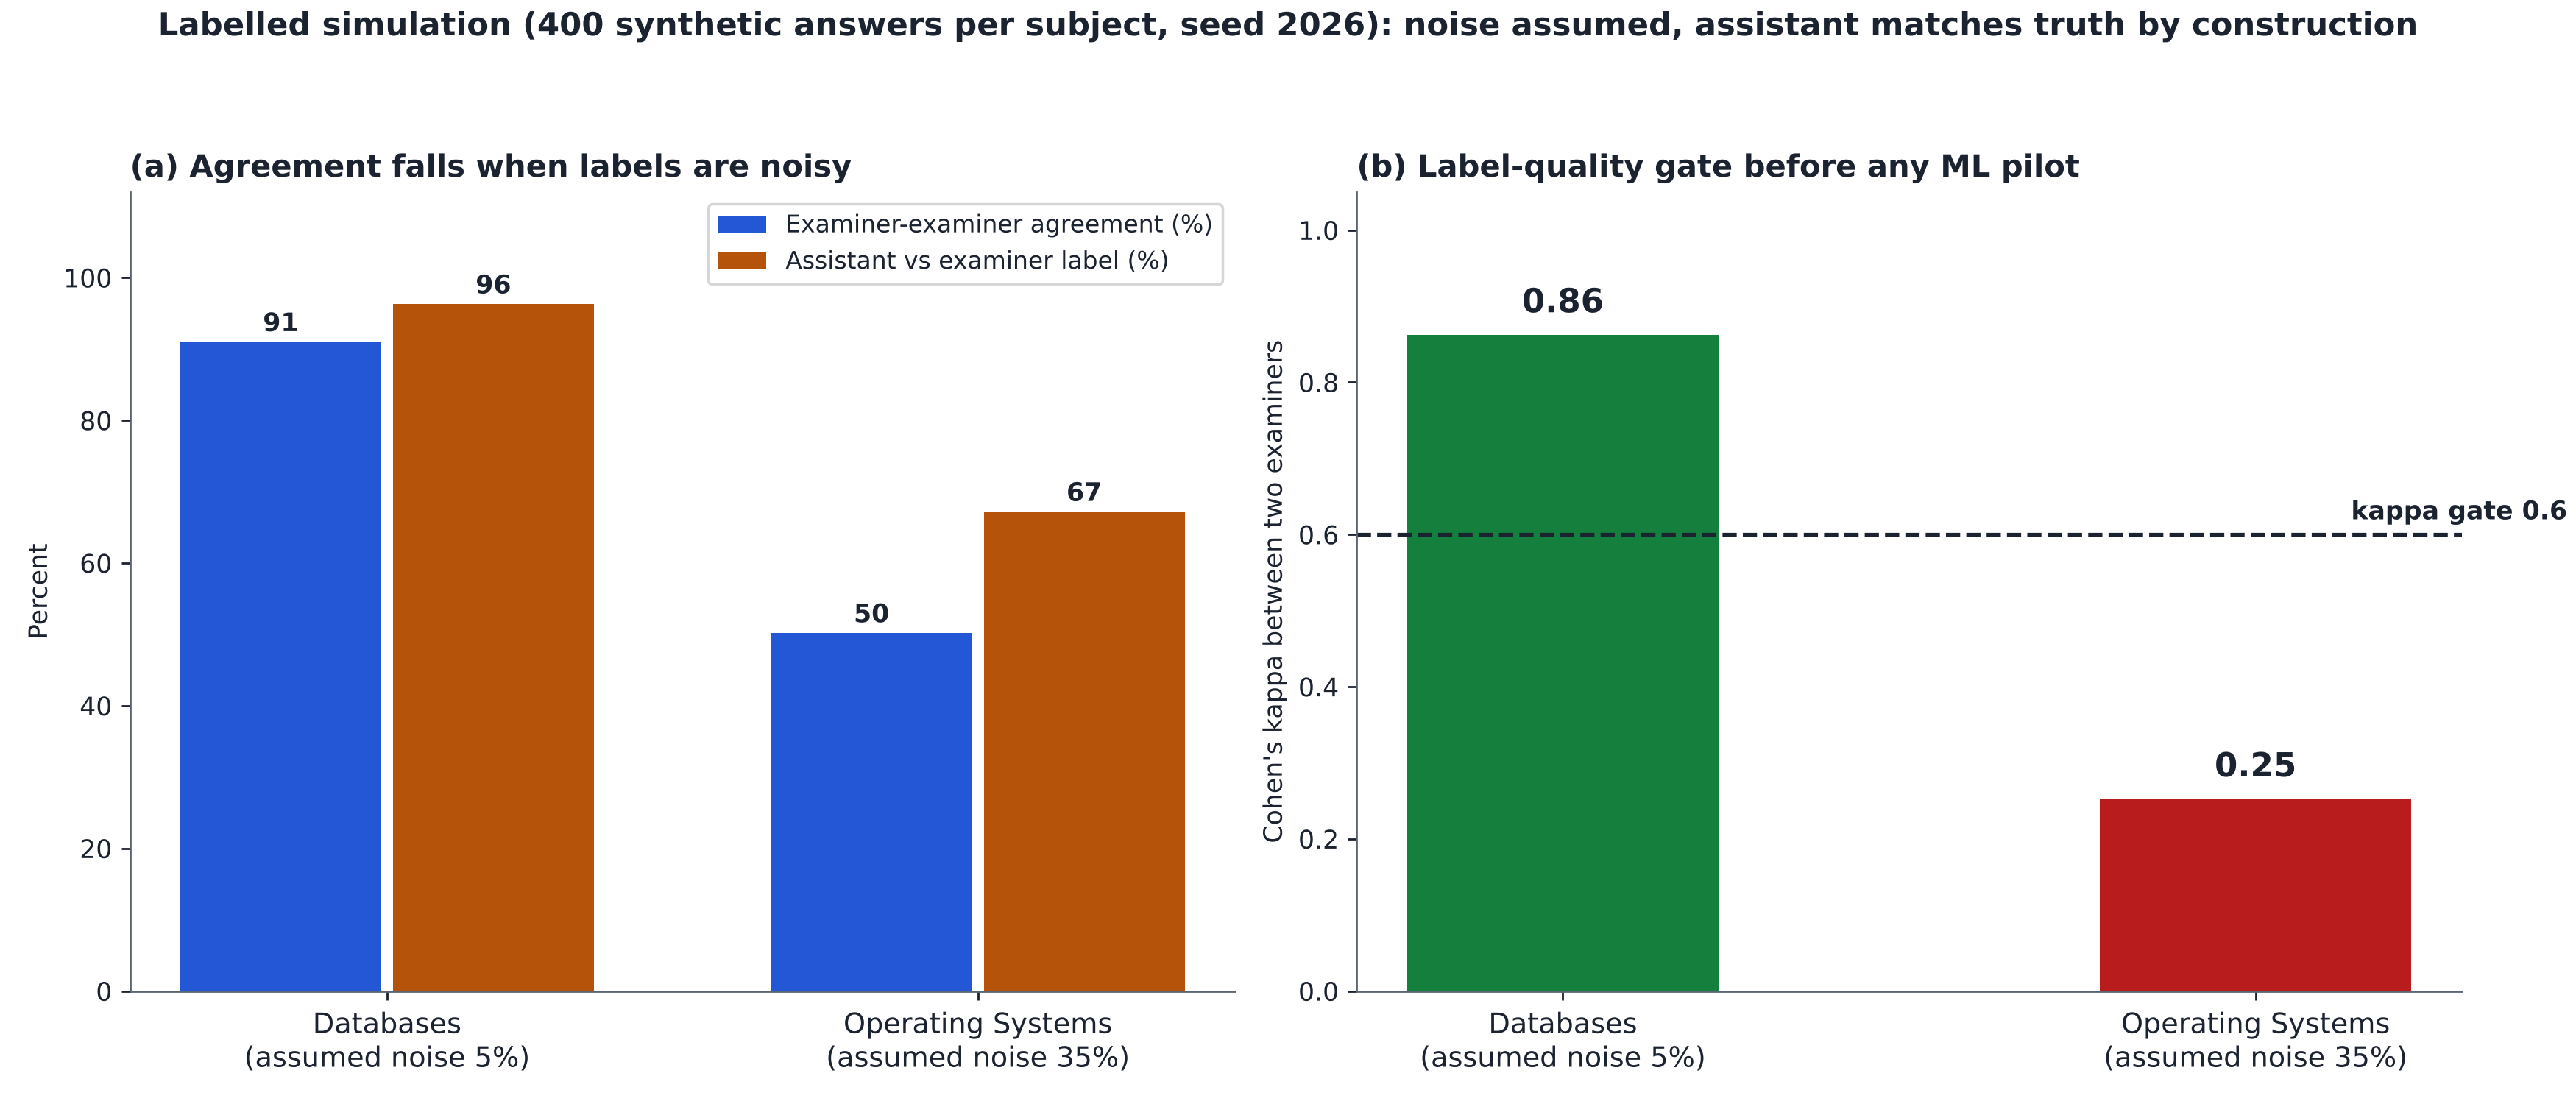 Labelled simulation (400 synthetic answers per subject, seed 2026): noise assumed, assistant matches truth by construction
(a) Agreement falls when labels are noisy
Examiner-examiner agreement (%)
Assistant vs examiner label (%)
Percent
100
80
60
40
20
0
91
96
50
67
Databases
(assumed noise 5%)
Operating Systems
(assumed noise 35%)
(b) Label-quality gate before any ML pilot
Cohen's kappa between two examiners
1.0
0.8
0.6
0.4
0.2
0.0
0.86
kappa gate 0.6
0.25
Databases
(assumed noise 5%)
Operating Systems
(assumed noise 35%)